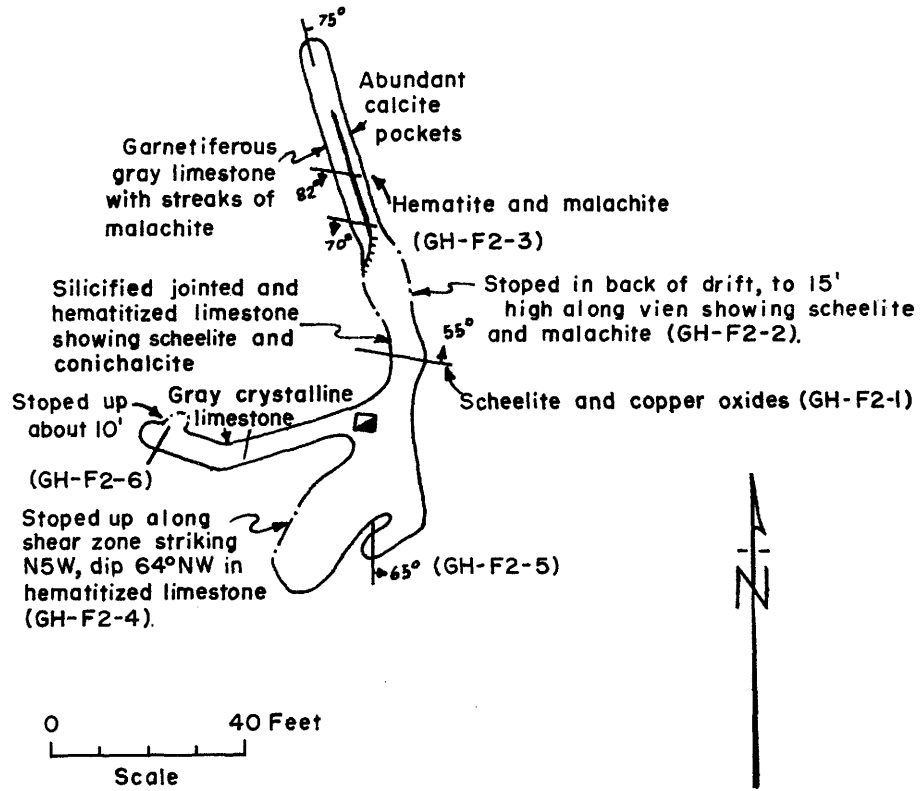 75°
Abundant
calcite
pockets
Garnetiferous
gray limestone
with streaks of
malachite
82°
Hematite and malachite
(GH-F2-3)
70°
Silicified jointed and
hematitized limestone
showing scheelite and
conichalcite
Stoped in back of drift, to 15'
high along vien showing scheelite
and malachite (GH-F2-2).
55°
Scheelite and copper oxides (GH-F2-1)
Stoped up
about 10'
Gray crystalline
limestone
(GH-F2-6)
Stoped up along
shear zone striking
N5W, dip 64°NW in
hematitized limestone
(GH-F2-4).
65° (GH-F2-5)
N
0 40 Feet
Scale